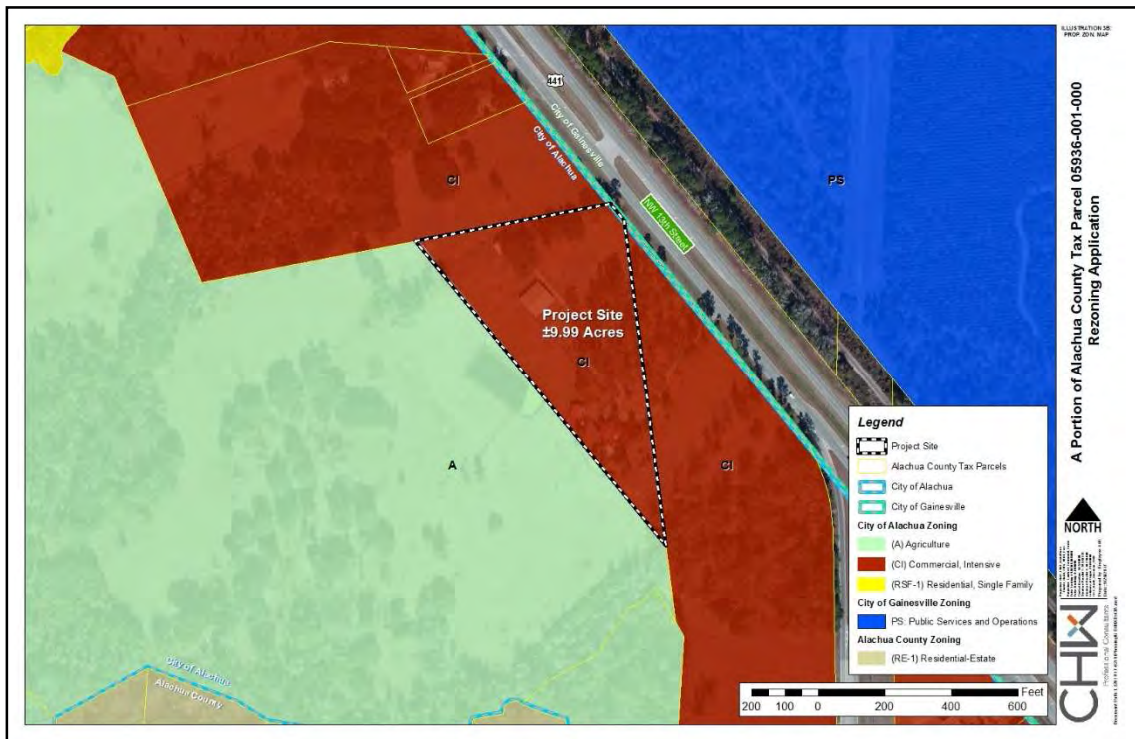 ILLUSTRATION 3B:
PROP. ZON. MAP
A Portion of Alachua County Tax Parcel 05936-001-000
Rezoning Application
441
City of Gainesville
City of Alachua
CI
PS
NW 13th Street
Project Site
±9.99 Acres
CI
A
CI
City of Alachua
Alachua County
Legend
Project Site
Alachua County Tax Parcels
City of Alachua
City of Gainesville
City of Alachua Zoning
(A) Agriculture
(CI) Commercial, Intensive
(RSF-1) Residential, Single Family
City of Gainesville Zoning
PS: Public Services and Operations
Alachua County Zoning
(RE-1) Residential-Estate
200 100 0 200 400 600
Feet
NORTH
CHW
Professional Consultants